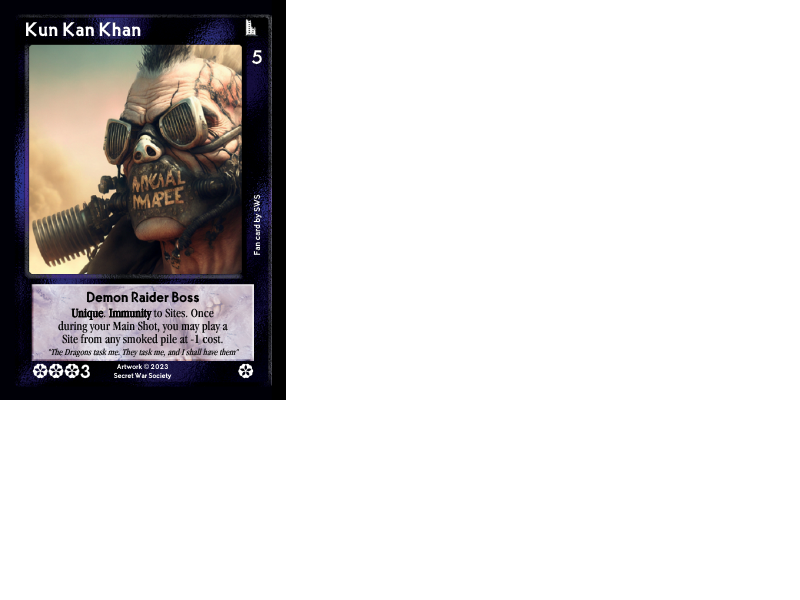 Kun Kan Khan
5
Fan card by SWS
Demon Raider Boss
Unique. Immunity to Sites. Once
during your Main Shot, you may play a
Site from any smoked pile at -1 cost.
"The Dragons task me. They task me, and I shall have them"
3
Artwork © 2023
Secret War Society